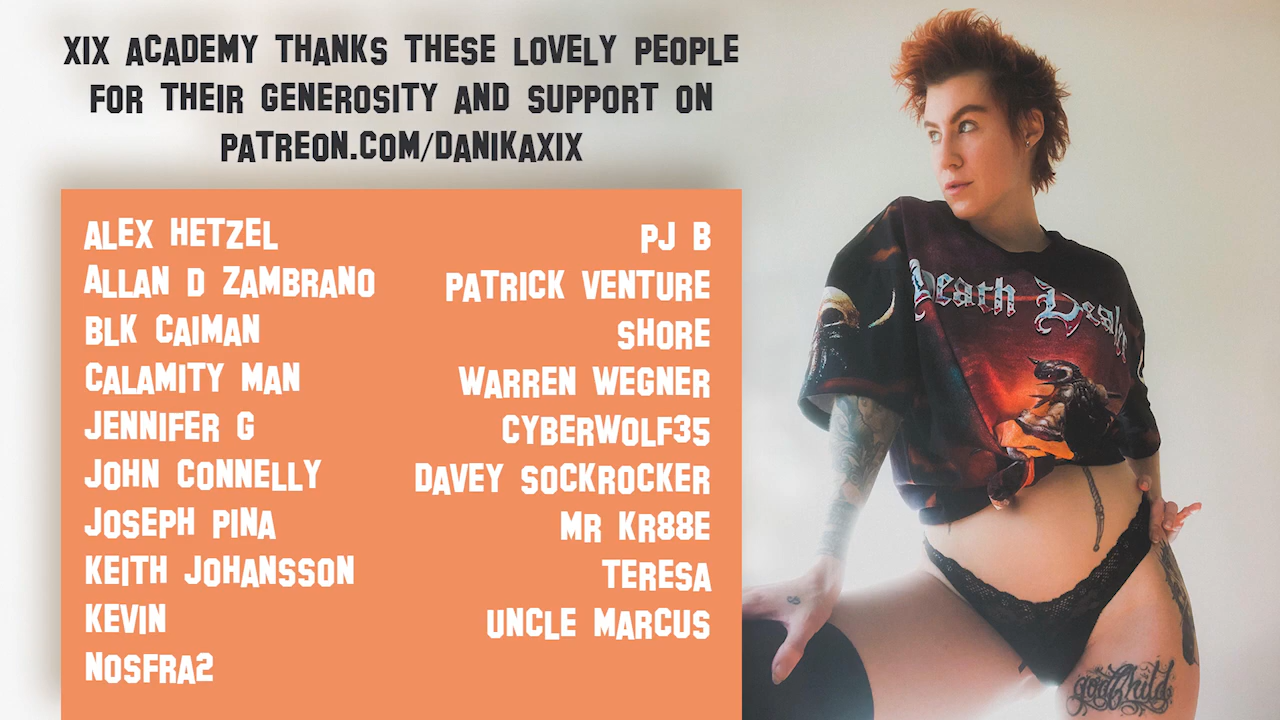 XIX ACADEMY THANKS THESE LOVELY PEOPLE
FOR THEIR GENEROSITY AND SUPPORT ON
PATREON.COM/DANIKAXIX
ALEX HETZEL
ALLAN D ZAMBRANO
BLK CAIMAN
CALAMITY MAN
JENNIFER G
JOHN CONNELLY
JOSEPH PINA
KEITH JOHANSSON
KEVIN
NOSFRA2
PJ B
PATRICK VENTURE
SHORE
WARREN WEGNER
CYBERWOLF35
DAVEY SOCKROCKER
MR KR88E
TERESA
UNCLE MARCUS
Death Deale
godChild